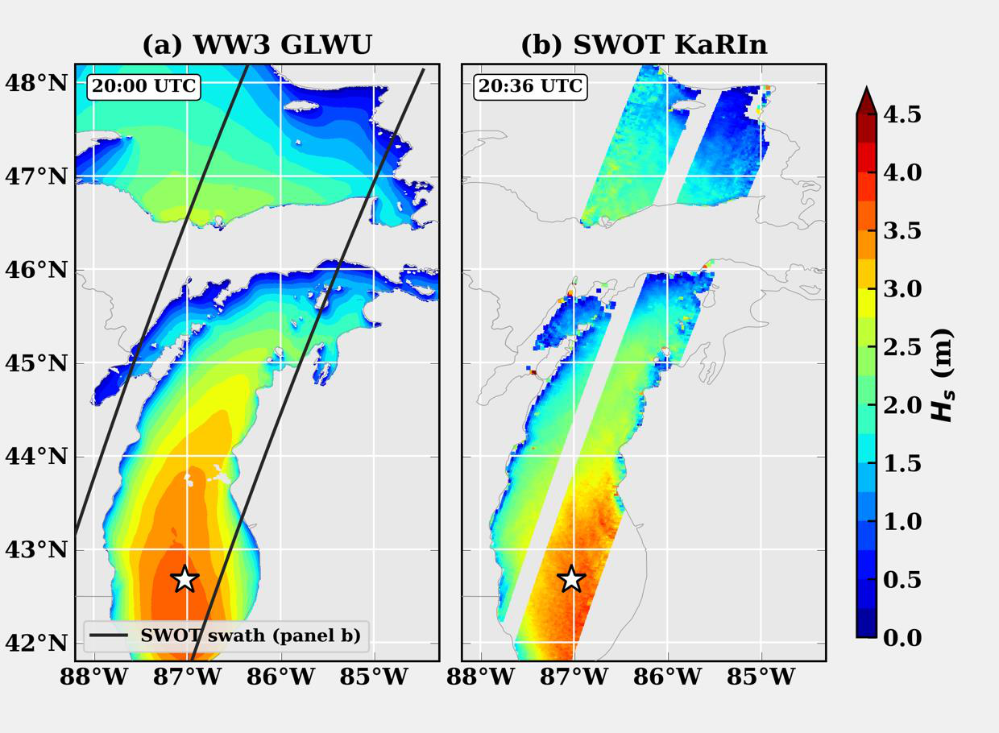 (a) WW3 GLWU
(b) SWOT KaRIn
20:00 UTC
20:36 UTC
48°N
47°N
46°N
45°N
44°N
43°N
42°N
SWOT swath (panel b)
88°W
87°W
86°W
85°W
88°W
87°W
86°W
85°W
4.5
4.0
3.5
3.0
2.5
2.0
1.5
1.0
0.5
0.0
Hs (m)